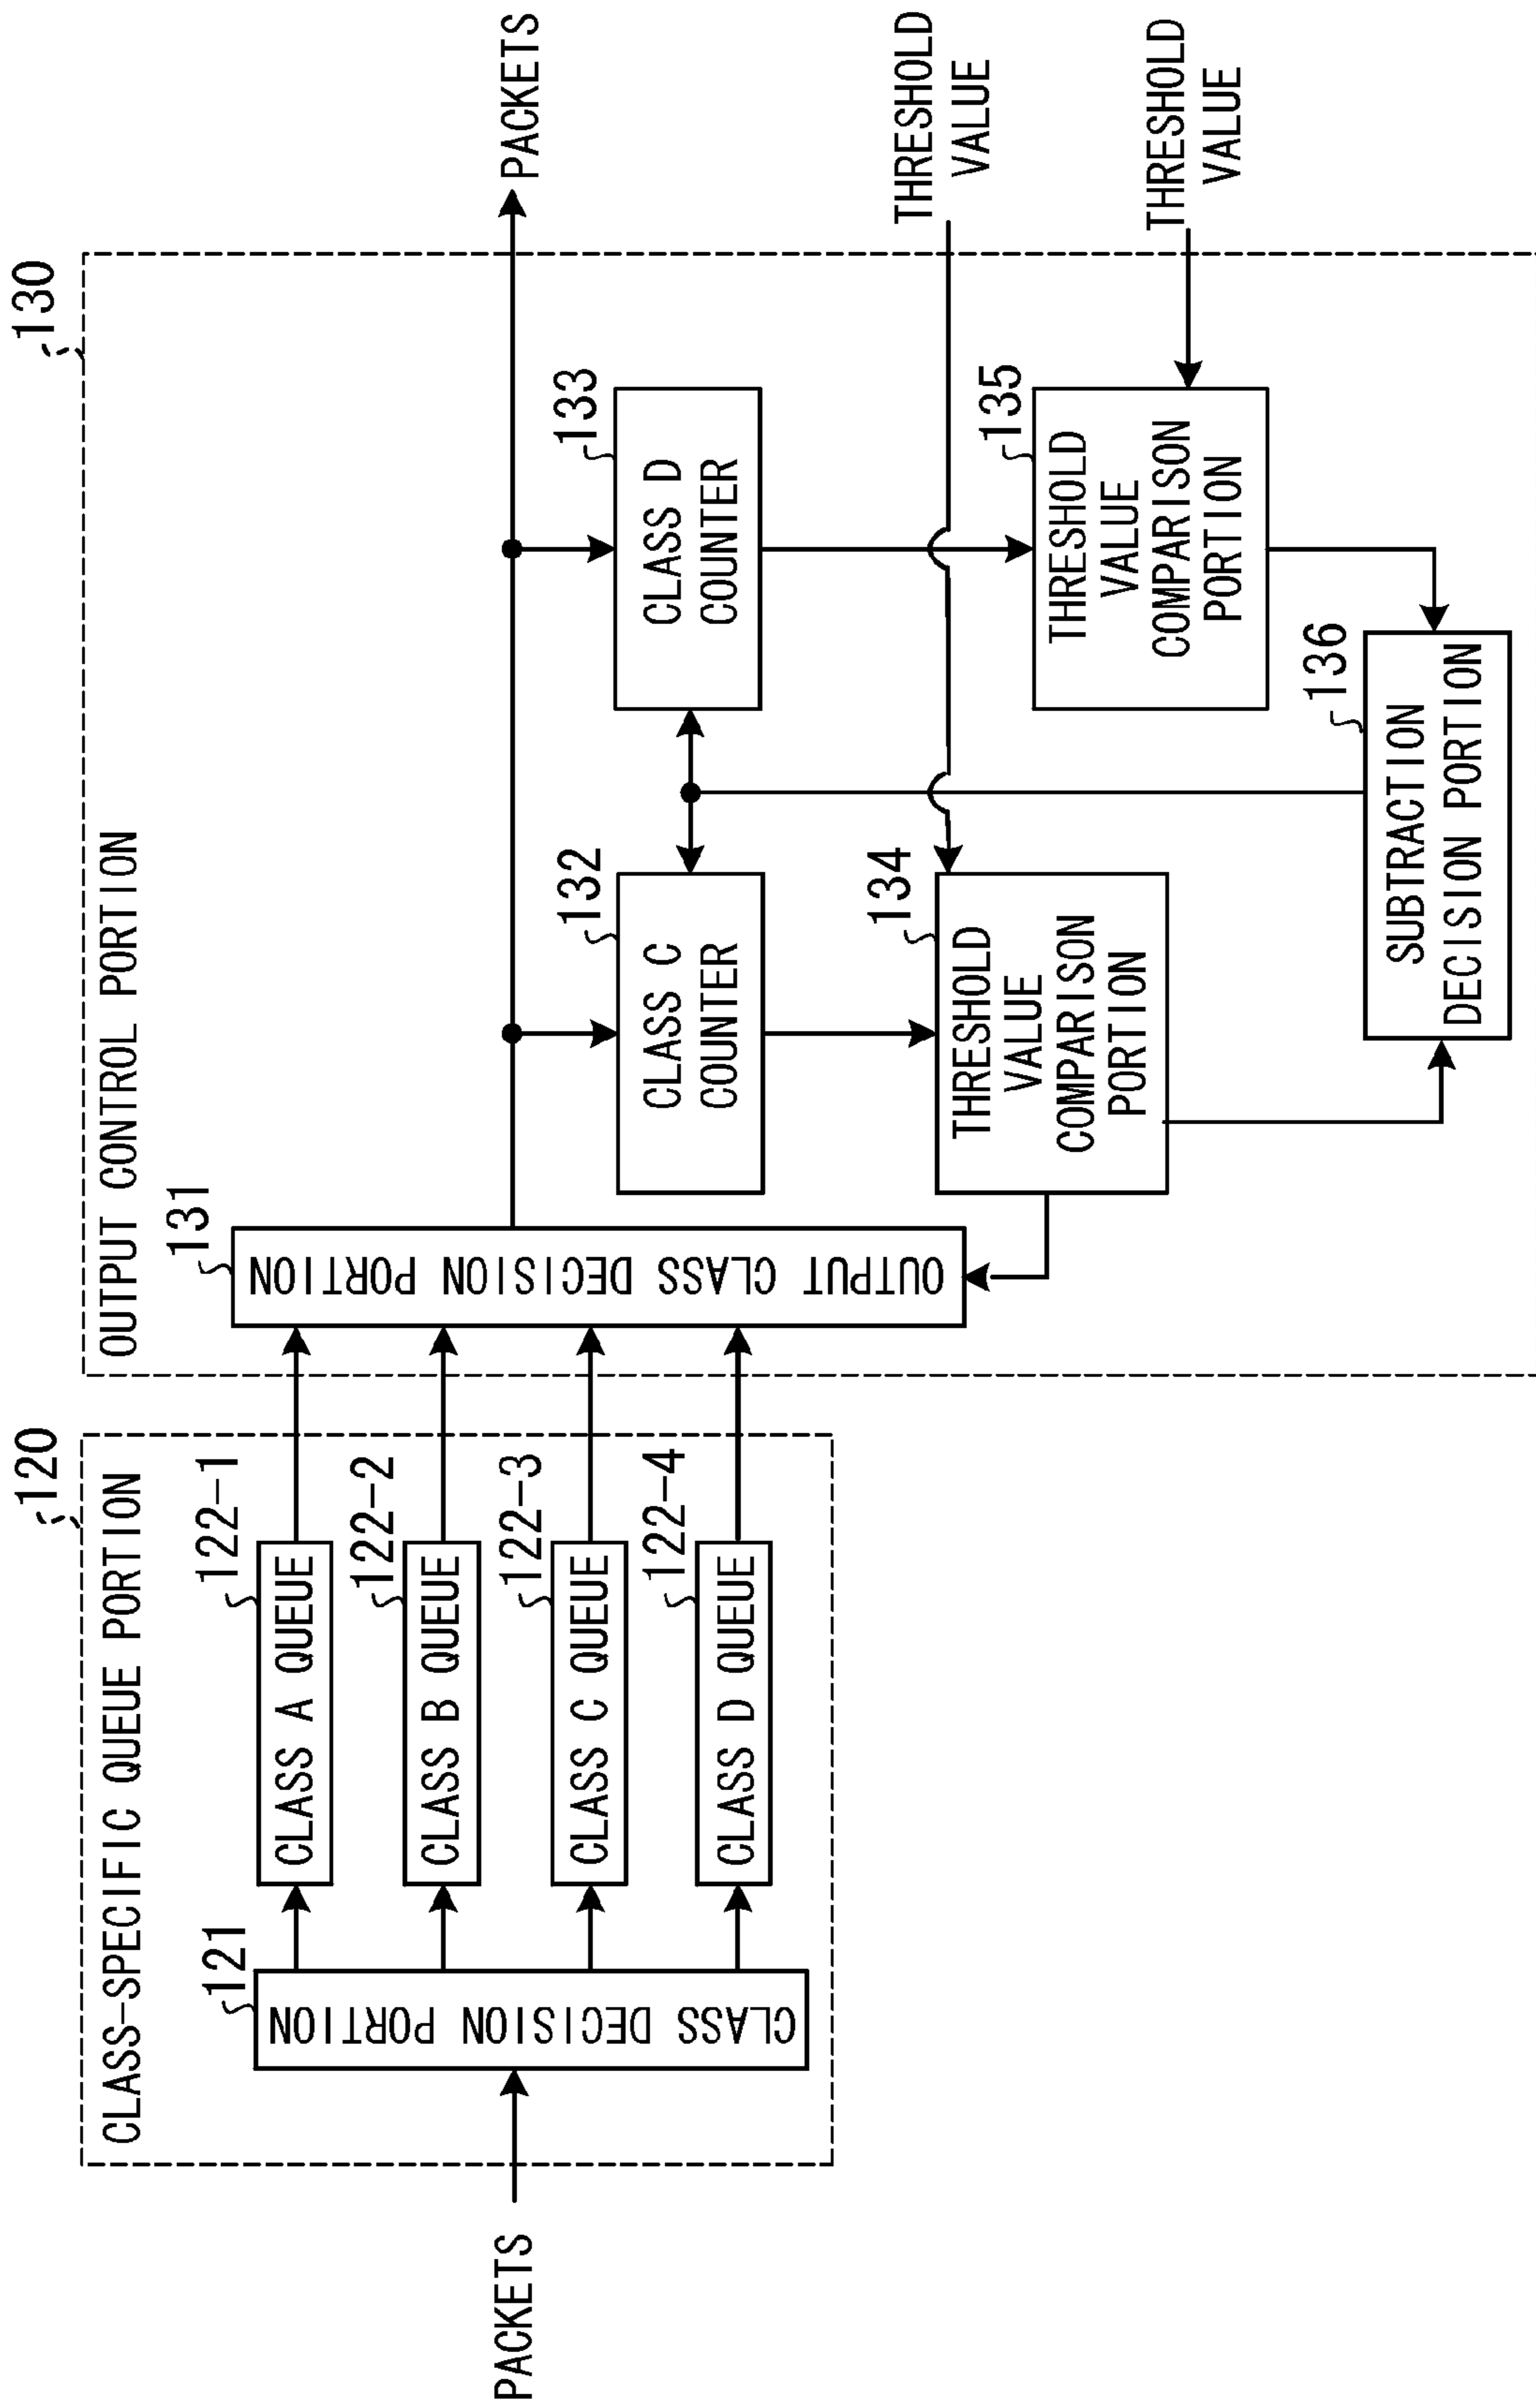 120
CLASS-SPECIFIC QUEUE PORTION
PACKETS
121
CLASS DECISION PORTION
122-1
CLASS A QUEUE
122-2
CLASS B QUEUE
122-3
CLASS C QUEUE
122-4
CLASS D QUEUE
130
OUTPUT CONTROL PORTION
131
OUTPUT CLASS DECISION PORTION
PACKETS
132
CLASS C
COUNTER
133
CLASS D
COUNTER
THRESHOLD
VALUE
134
THRESHOLD
VALUE
COMPARISON
PORTION
135
THRESHOLD
VALUE
COMPARISON
PORTION
THRESHOLD
VALUE
136
SUBTRACTION
DECISION PORTION